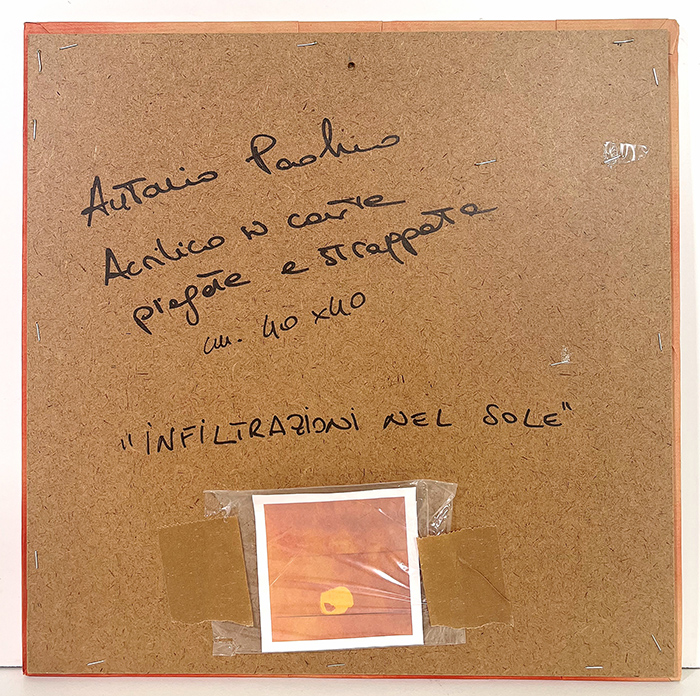 Antonio Paolino
Acrilico su carte
piegate e strappate
cm. 40 x 40
"INFILTRAZIONI NEL SOLE"